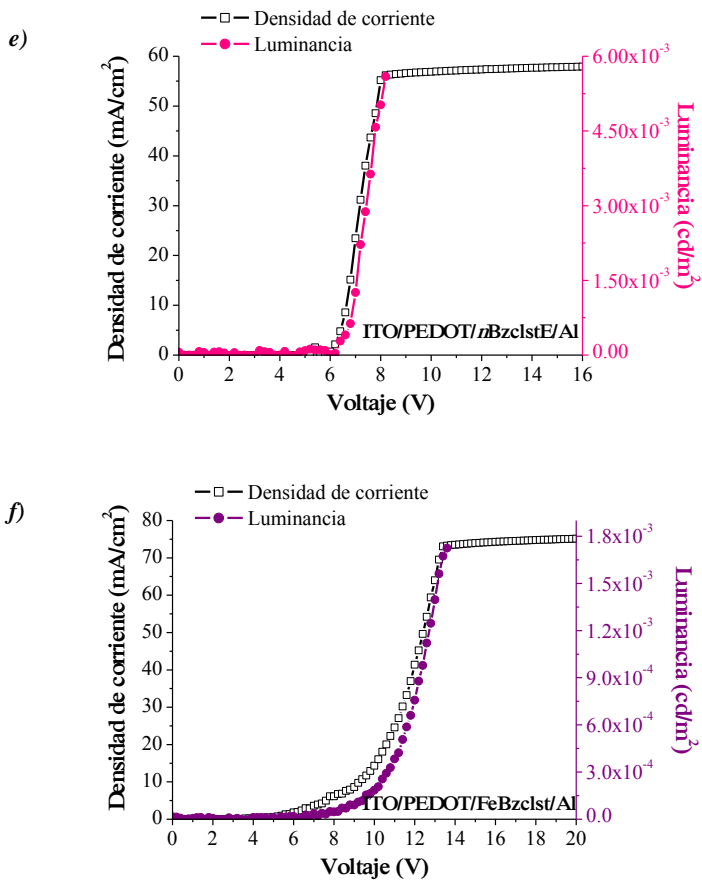 e)
Densidad de corriente
Luminancia
60
50
40
30
20
10
0
Densidad de corriente (mA/cm²)
6.00x10⁻³
4.50x10⁻³
3.00x10⁻³
1.50x10⁻³
0.00
Luminancia (cd/m²)
ITO/PEDOT/nBzclstE/Al
0 2 4 6 8 10 12 14 16
Voltaje (V)
f)
Densidad de corriente
Luminancia
80
70
60
50
40
30
20
10
0
Densidad de corriente (mA/cm²)
1.8x10⁻³
1.5x10⁻³
1.2x10⁻³
9.0x10⁻⁴
6.0x10⁻⁴
3.0x10⁻⁴
0.0
Luminancia (cd/m²)
ITO/PEDOT/FeBzclst/Al
0 2 4 6 8 10 12 14 16 18 20
Voltaje (V)